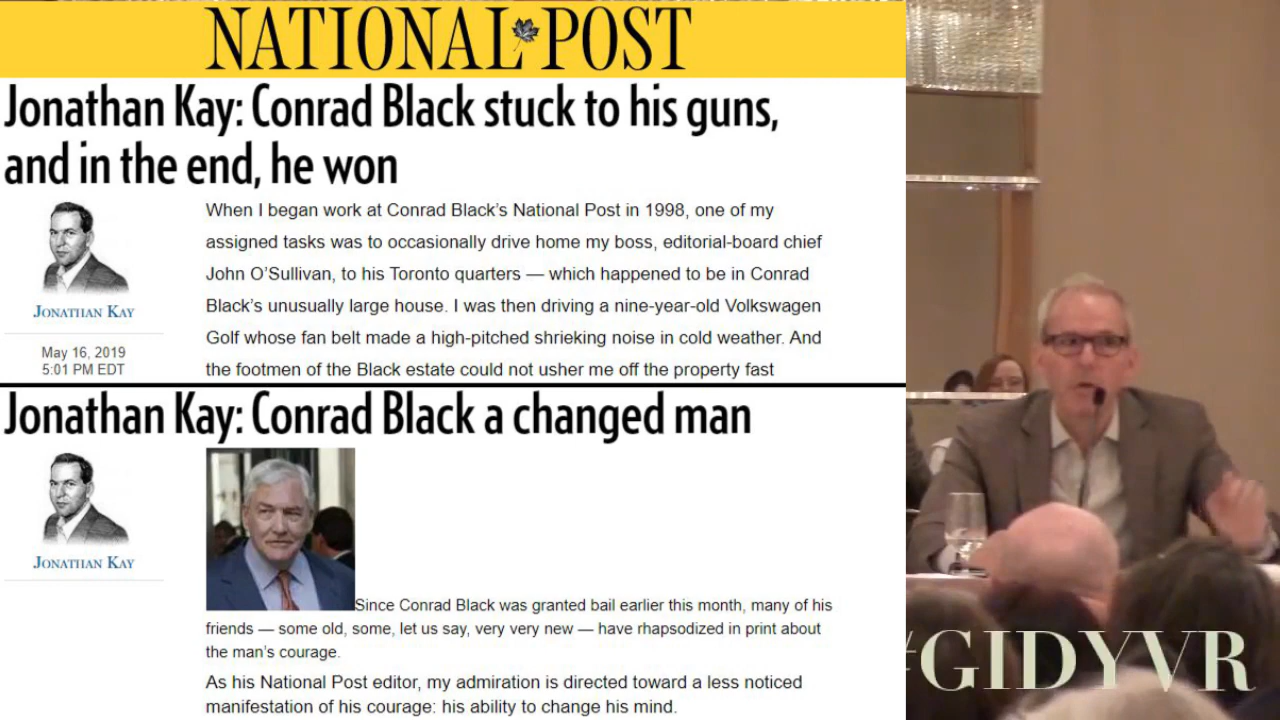 NATIONAL POST
Jonathan Kay: Conrad Black stuck to his guns,
and in the end, he won
JONATHAN KAY
May 16, 2019
5:01 PM EDT
When I began work at Conrad Black’s National Post in 1998, one of my
assigned tasks was to occasionally drive home my boss, editorial-board chief
John O’Sullivan, to his Toronto quarters — which happened to be in Conrad
Black’s unusually large house. I was then driving a nine-year-old Volkswagen
Golf whose fan belt made a high-pitched shrieking noise in cold weather. And
the footmen of the Black estate could not usher me off the property fast
Jonathan Kay: Conrad Black a changed man
JONATHAN KAY
Since Conrad Black was granted bail earlier this month, many of his
friends — some old, some, let us say, very very new — have rhapsodized in print about
the man’s courage.
As his National Post editor, my admiration is directed toward a less noticed
manifestation of his courage: his ability to change his mind.
#GIDYVR